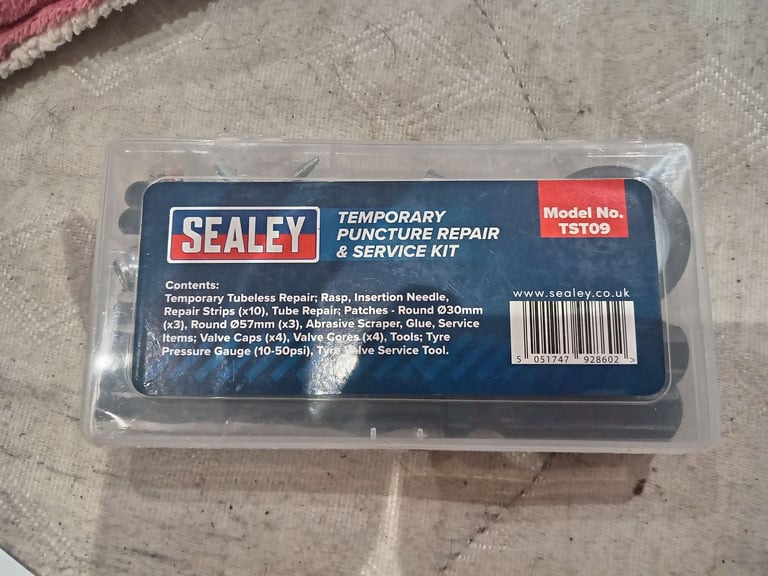 SEALEY
TEMPORARY
PUNCTURE REPAIR
& SERVICE KIT
Model No.
TST09
Contents:
Temporary Tubeless Repair; Rasp, Insertion Needle,
Repair Strips (x10), Tube Repair; Patches - Round Ø30mm
(x3), Round Ø57mm (x3), Abrasive Scraper, Glue, Service
Items; Valve Caps (x4), Valve Cores (x4). Tools; Tyre
Pressure Gauge (10-50psi), Tyre Valve Service Tool.
www.sealey.co.uk
5 051747 928602 >